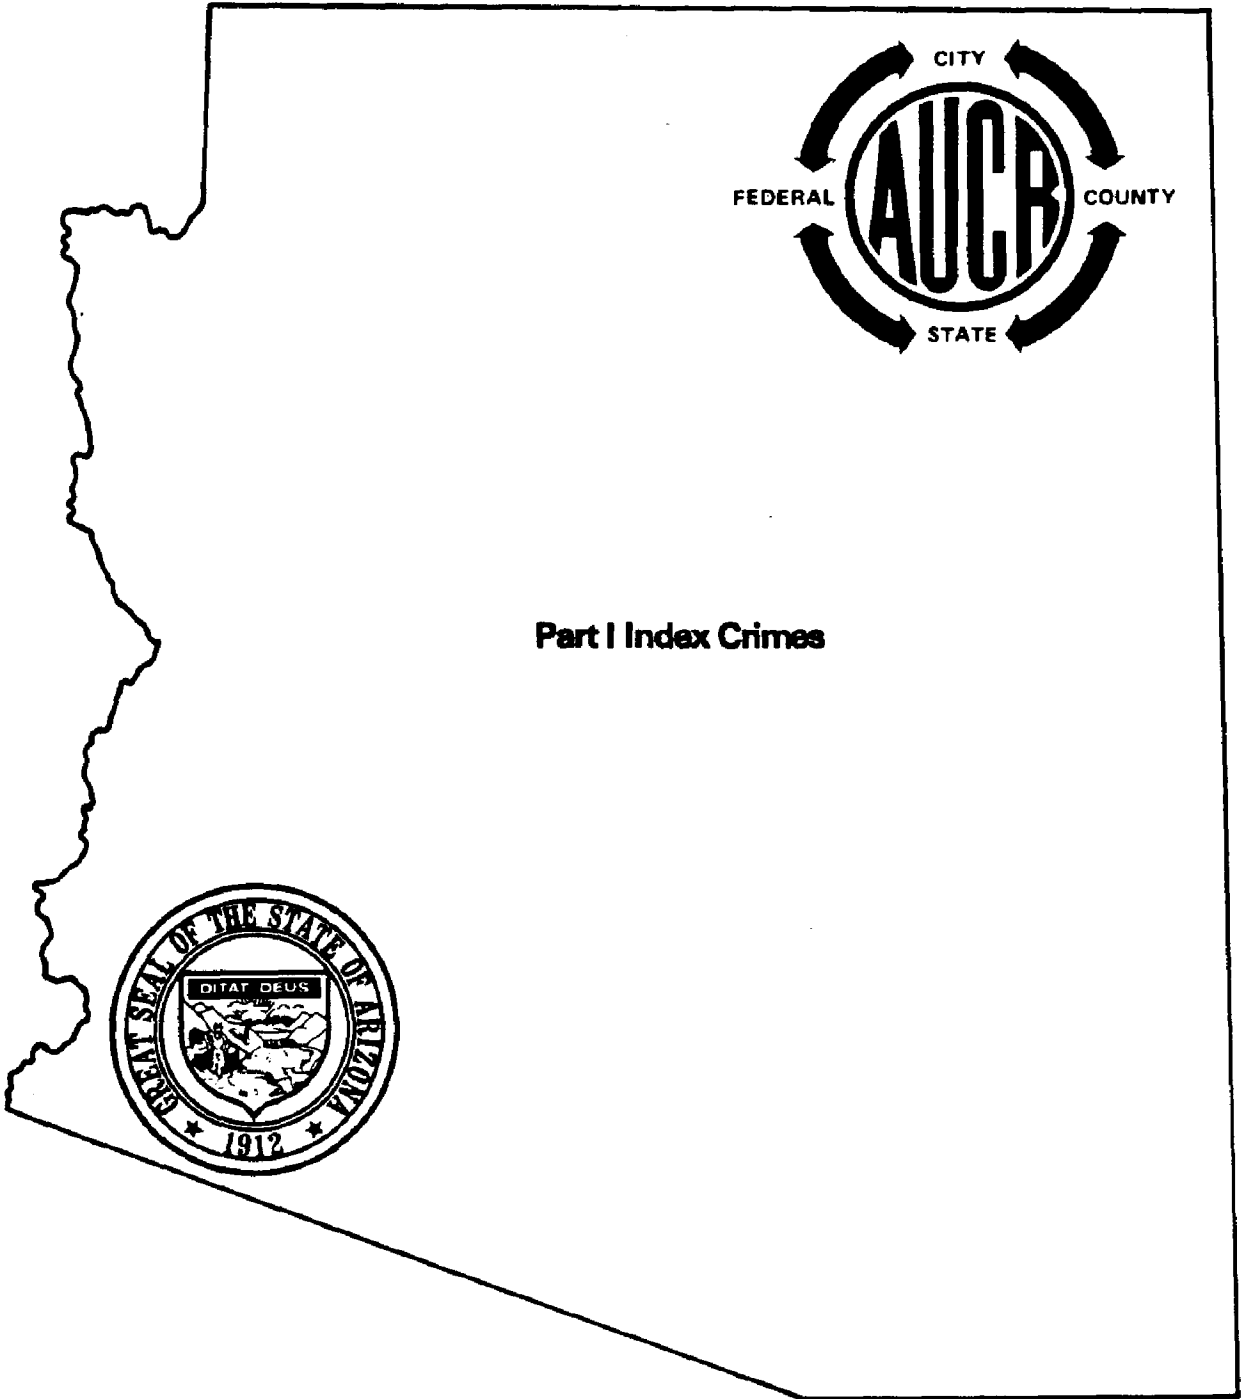 CITY
FEDERAL
AUCR
COUNTY
STATE
Part I Index Crimes
GREAT SEAL OF THE STATE OF ARIZONA
DITAT DEUS
1912